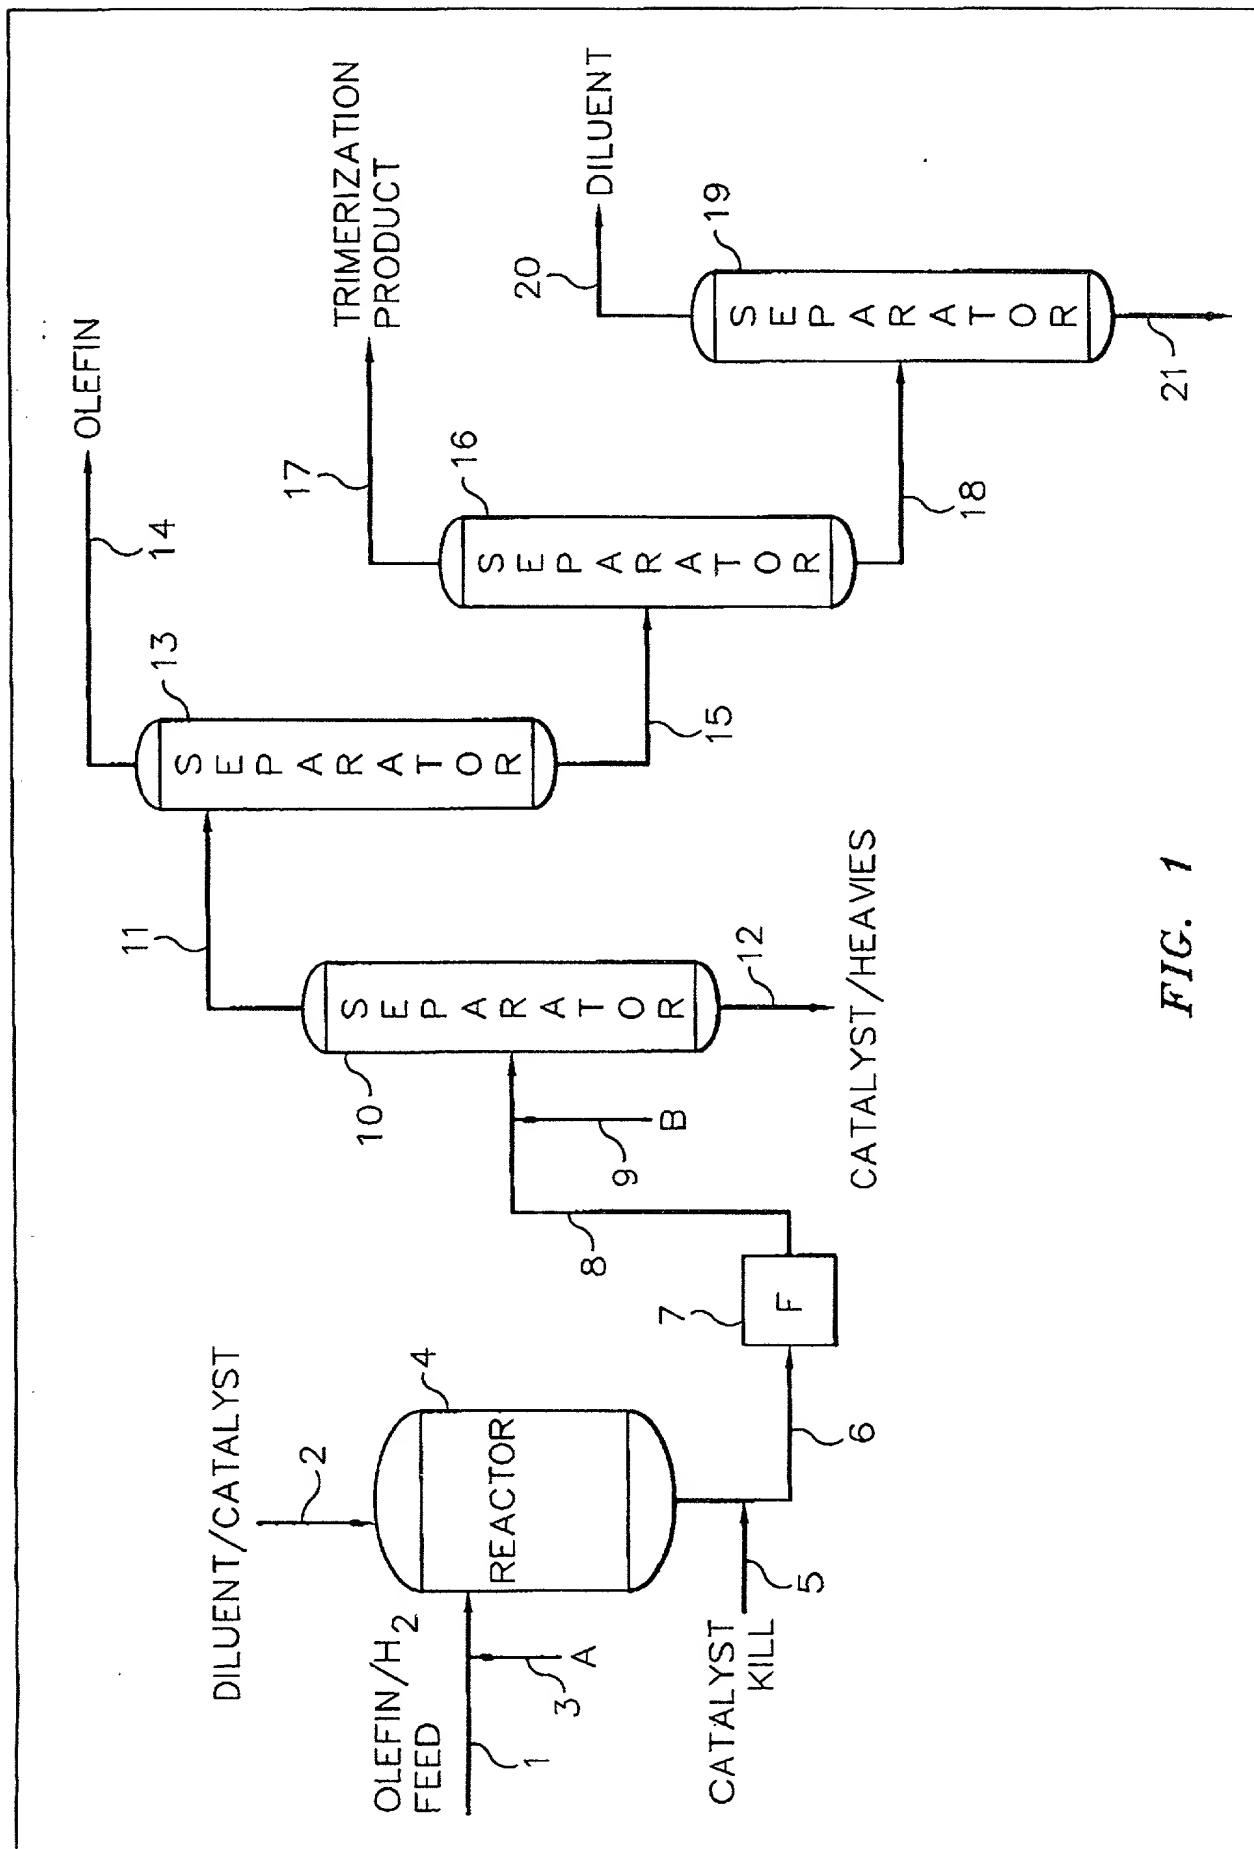 OLEFIN/H2
FEED
1
3
A
DILUENT/CATALYST
2
REACTOR
4
CATALYST
KILL
5
6
7
F
8
9
B
10
SEPARATOR
11
12
CATALYST/HEAVIES
13
SEPARATOR
14
OLEFIN
15
16
SEPARATOR
17
TRIMERIZATION
PRODUCT
18
19
SEPARATOR
20
DILUENT
21
FIG. 1